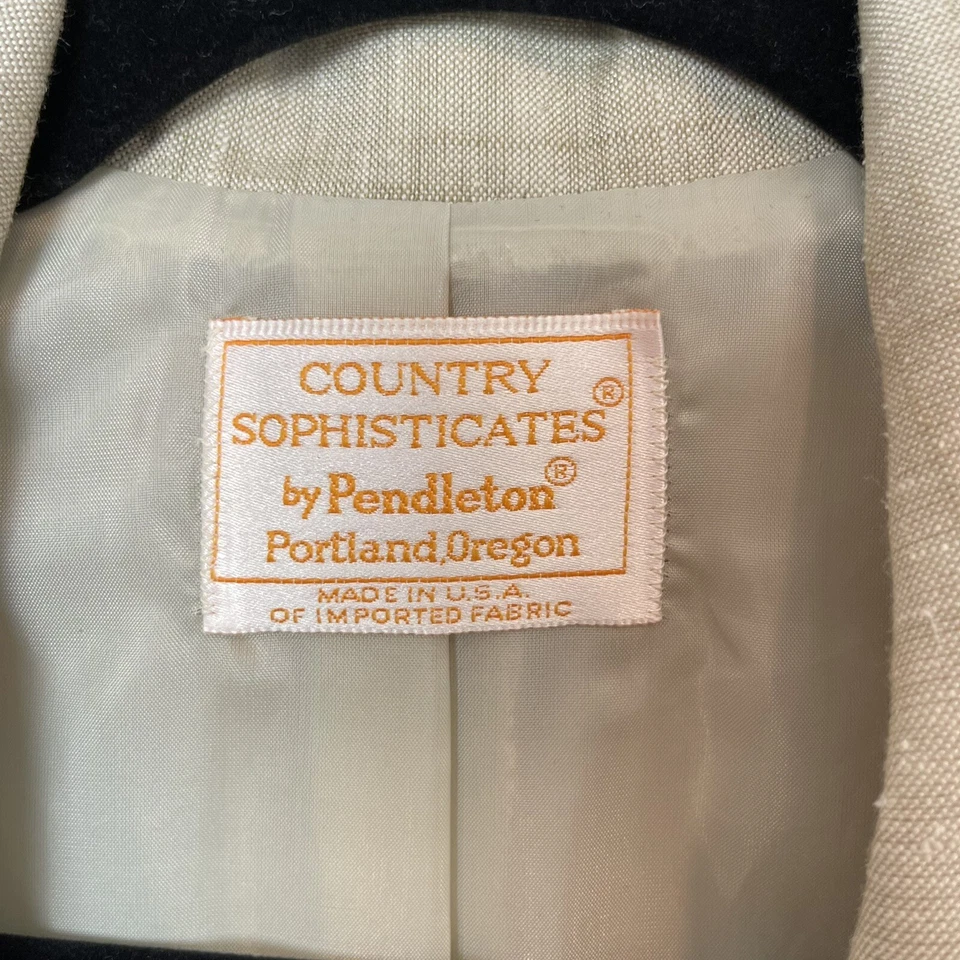 COUNTRY
SOPHISTICATES®
by Pendleton®
Portland, Oregon
MADE IN U.S.A.
OF IMPORTED FABRIC